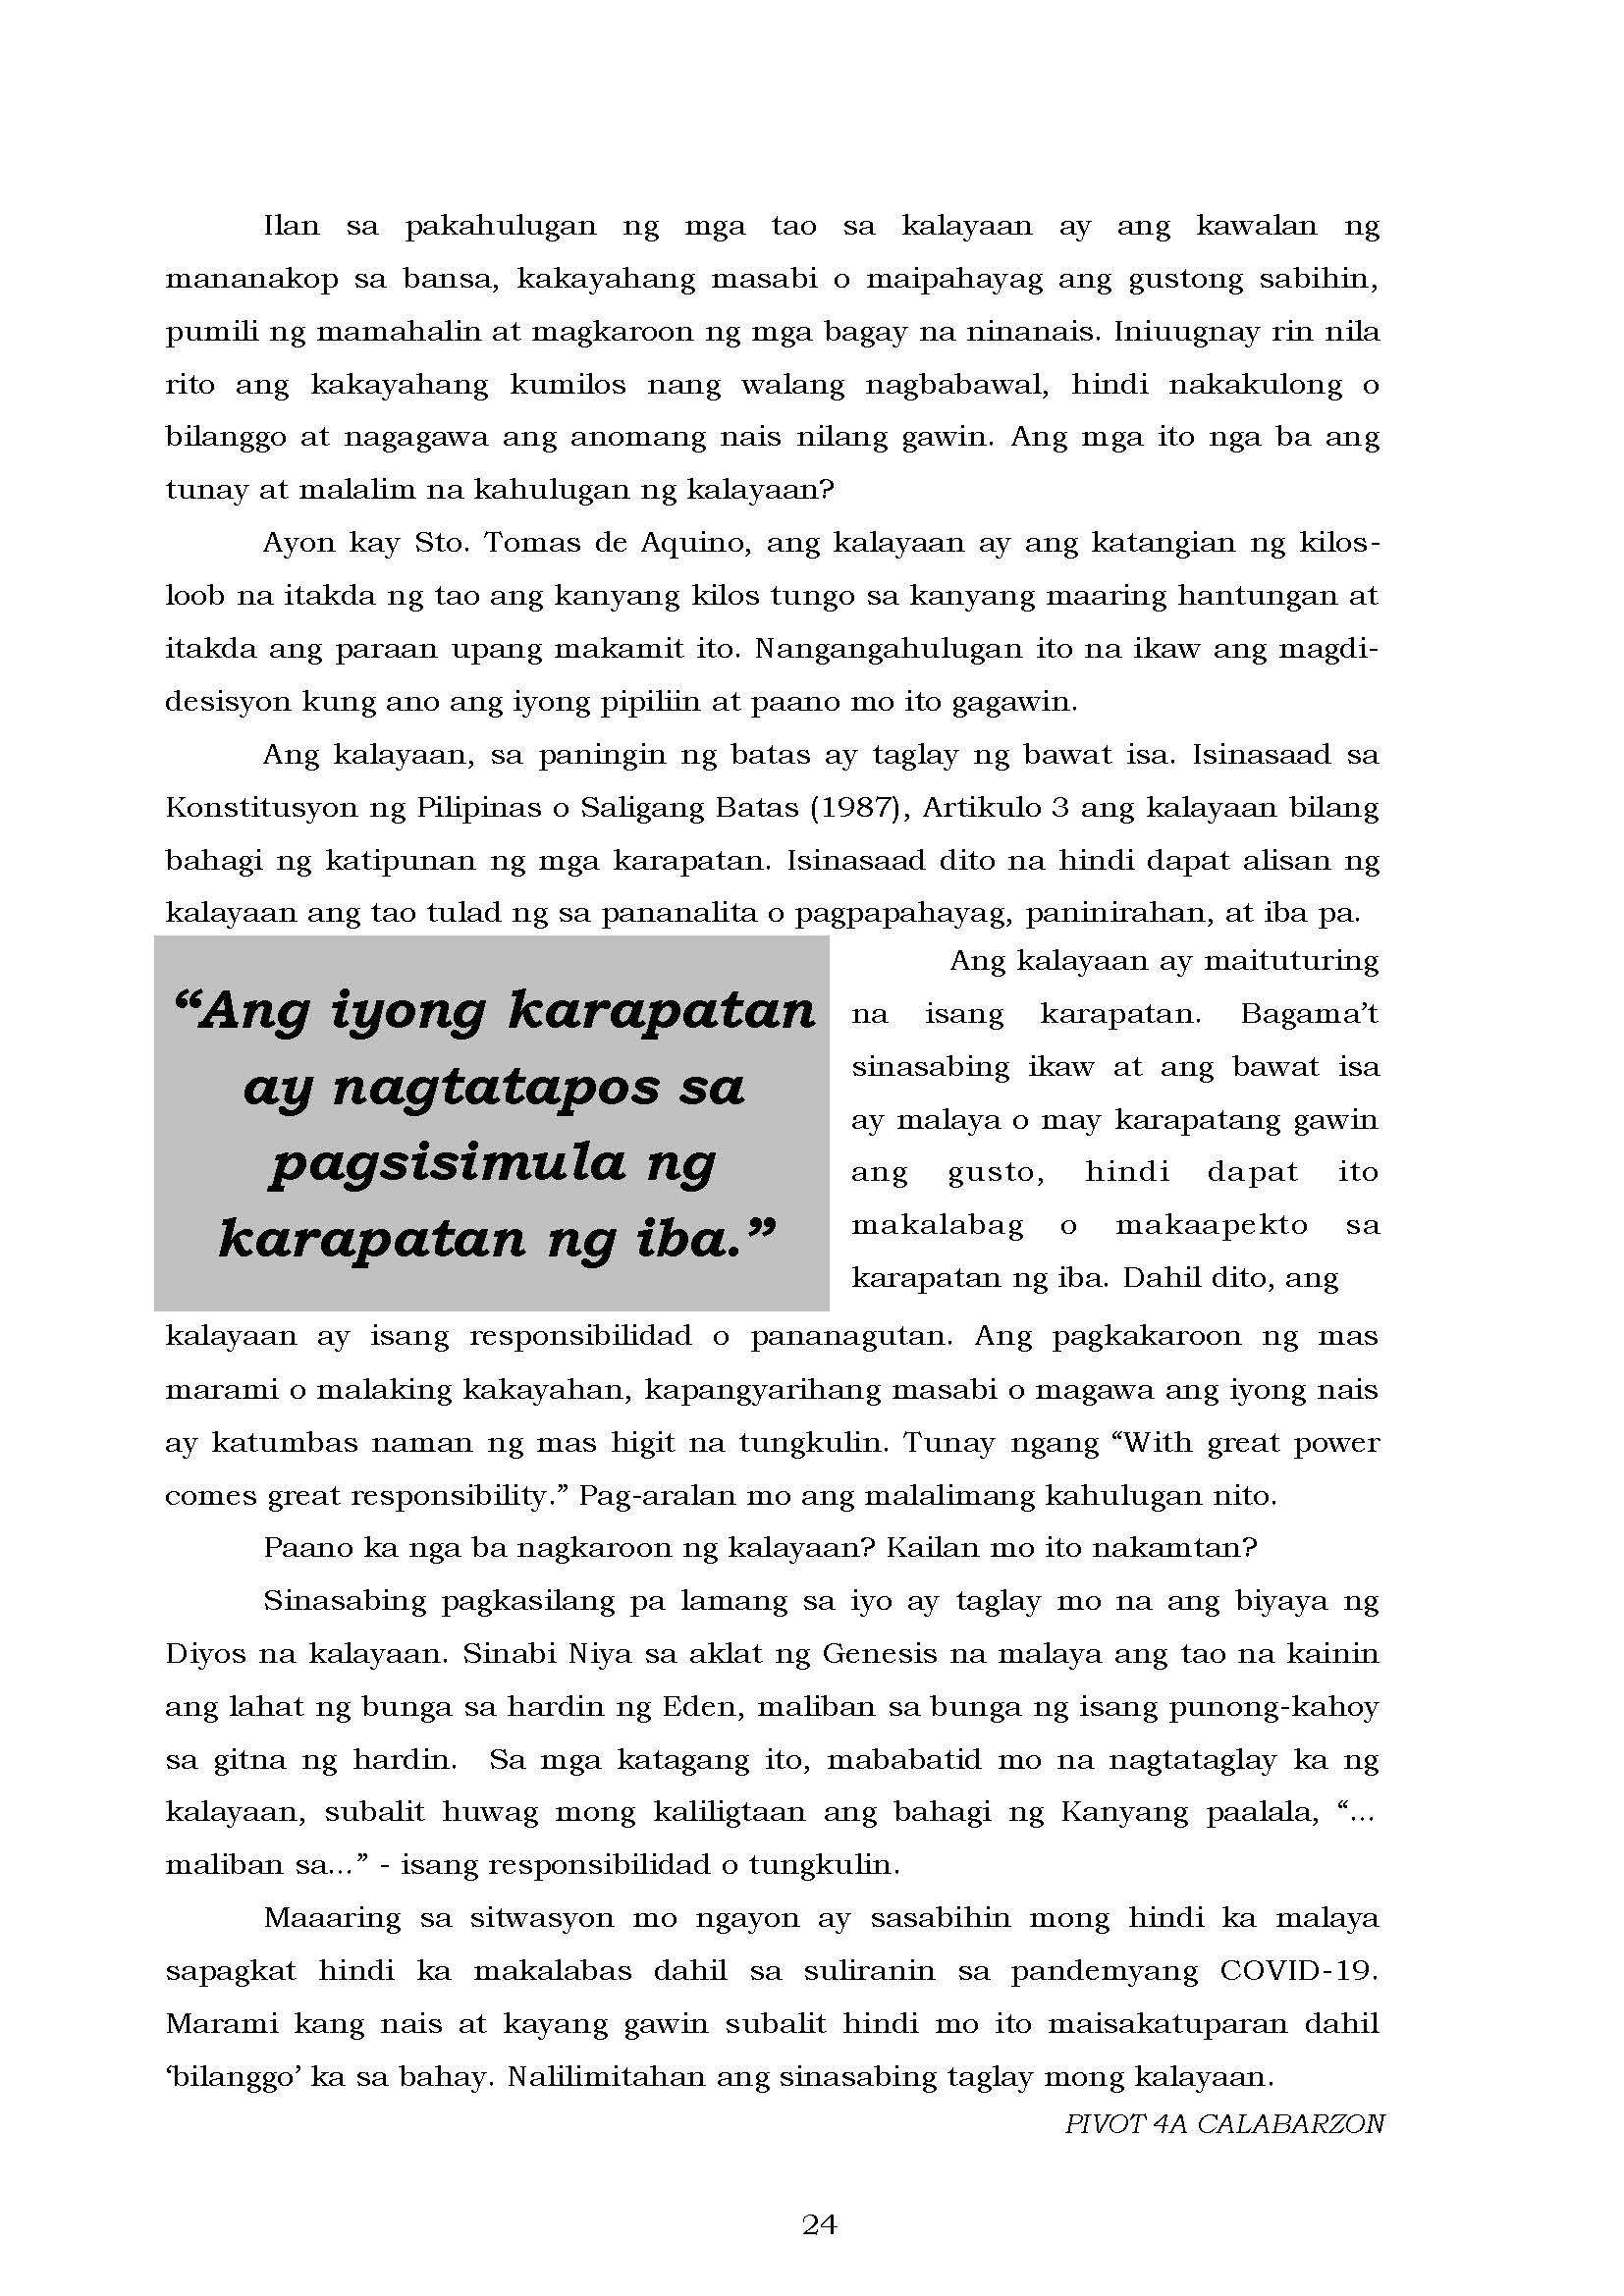 Ilan sa pakahulugan ng mga tao sa kalayaan ay ang kawalan ng
mananakop sa bansa, kakayahang masabi o maipahayag ang gustong sabihin,
pumili ng mamahalin at magkaroon ng mga bagay na ninanais. Iniuugnay rin nila
rito ang kakayahang kumilos nang walang nagbabawal, hindi nakakulong o
bilanggo at nagagawa ang anomang nais nilang gawin. Ang mga ito nga ba ang
tunay at malalim na kahulugan ng kalayaan?
Ayon kay Sto. Tomas de Aquino, ang kalayaan ay ang katangian ng kilos-
loob na itakda ng tao ang kanyang kilos tungo sa kanyang maaring hantungan at
itakda ang paraan upang makamit ito. Nangangahulugan ito na ikaw ang magdi-
desisyon kung ano ang iyong pipiliin at paano mo ito gagawin.
Ang kalayaan, sa paningin ng batas ay taglay ng bawat isa. Isinasaad sa
Konstitusyon ng Pilipinas o Saligang Batas (1987), Artikulo 3 ang kalayaan bilang
bahagi ng katipunan ng mga karapatan. Isinasaad dito na hindi dapat alisan ng
kalayaan ang tao tulad ng sa pananalita o pagpapahayag, paninirahan, at iba pa.
“Ang iyong karapatan
ay nagtatapos sa
pagsisimula ng
karapatan ng iba.”
Ang kalayaan ay maituturing
na isang karapatan. Bagama’t
sinasabing ikaw at ang bawat isa
ay malaya o may karapatang gawin
ang gusto, hindi dapat ito
makalabag o makaapekto sa
karapatan ng iba. Dahil dito, ang
kalayaan ay isang responsibilidad o pananagutan. Ang pagkakaroon ng mas
marami o malaking kakayahan, kapangyarihang masabi o magawa ang iyong nais
ay katumbas naman ng mas higit na tungkulin. Tunay ngang “With great power
comes great responsibility.” Pag-aralan mo ang malalimang kahulugan nito.
Paano ka nga ba nagkaroon ng kalayaan? Kailan mo ito nakamtan?
Sinasabing pagkasilang pa lamang sa iyo ay taglay mo na ang biyaya ng
Diyos na kalayaan. Sinabi Niya sa aklat ng Genesis na malaya ang tao na kainin
ang lahat ng bunga sa hardin ng Eden, maliban sa bunga ng isang punong-kahoy
sa gitna ng hardin. Sa mga katagang ito, mababatid mo na nagtataglay ka ng
kalayaan, subalit huwag mong kaliligtaan ang bahagi ng Kanyang paalala, “...
maliban sa...” - isang responsibilidad o tungkulin.
Maaaring sa sitwasyon mo ngayon ay sasabihin mong hindi ka malaya
sapagkat hindi ka makalabas dahil sa suliranin sa pandemyang COVID-19.
Marami kang nais at kayang gawin subalit hindi mo ito maisakatuparan dahil
‘bilanggo’ ka sa bahay. Nalilimitahan ang sinasabing taglay mong kalayaan.
PIVOT 4A CALABARZON
24